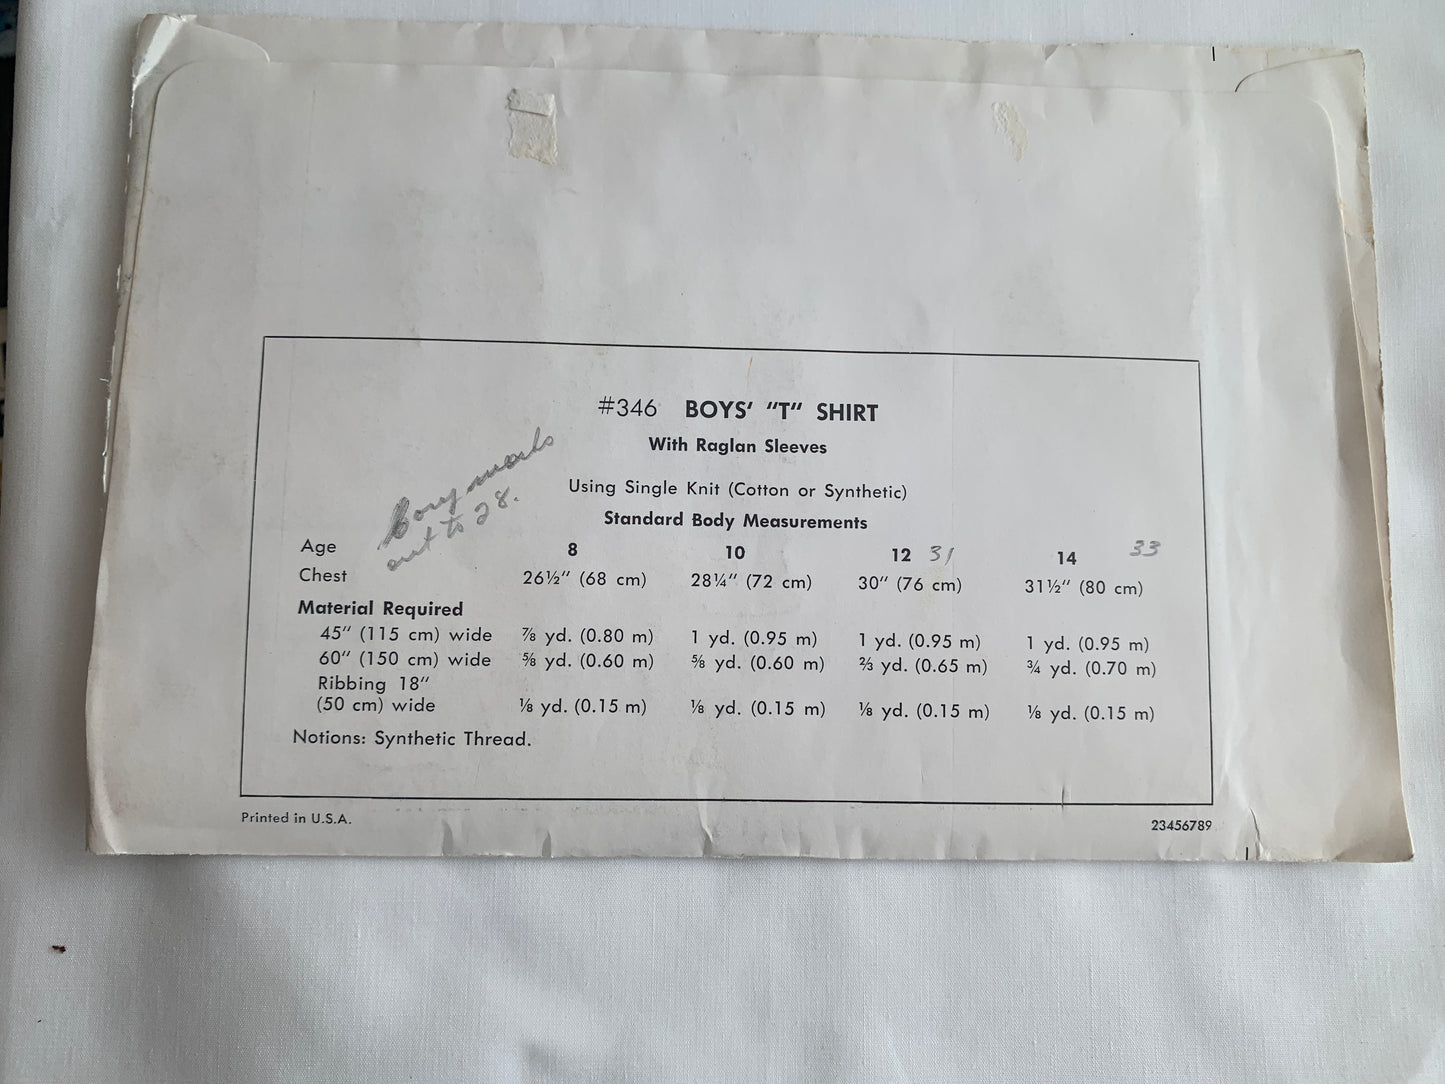 #346 BOYS' "T" SHIRT
With Raglan Sleeves
Using Single Knit (Cotton or Synthetic)
Standard Body Measurements
out to 28.
Age 8 10 12 31 14 33
Chest 26½" (68 cm) 28¼" (72 cm) 30" (76 cm) 31½" (80 cm)
Material Required
45" (115 cm) wide ⅞ yd. (0.80 m) 1 yd. (0.95 m) 1 yd. (0.95 m) 1 yd. (0.95 m)
60" (150 cm) wide ⅝ yd. (0.60 m) ⅝ yd. (0.60 m) ⅔ yd. (0.65 m) ¾ yd. (0.70 m)
Ribbing 18"
(50 cm) wide ⅛ yd. (0.15 m) ⅛ yd. (0.15 m) ⅛ yd. (0.15 m) ⅛ yd. (0.15 m)
Notions: Synthetic Thread.
Printed in U.S.A.
23456789